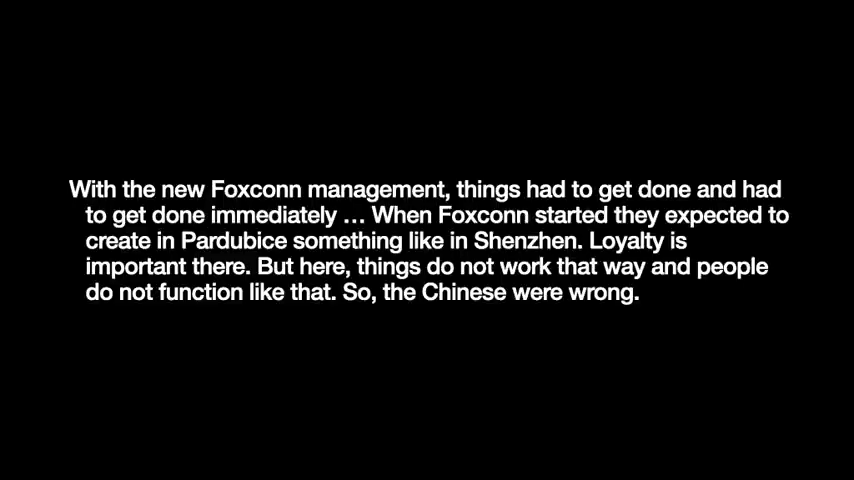 With the new Foxconn management, things had to get done and had
to get done immediately … When Foxconn started they expected to
create in Pardubice something like in Shenzhen. Loyalty is
important there. But here, things do not work that way and people
do not function like that. So, the Chinese were wrong.